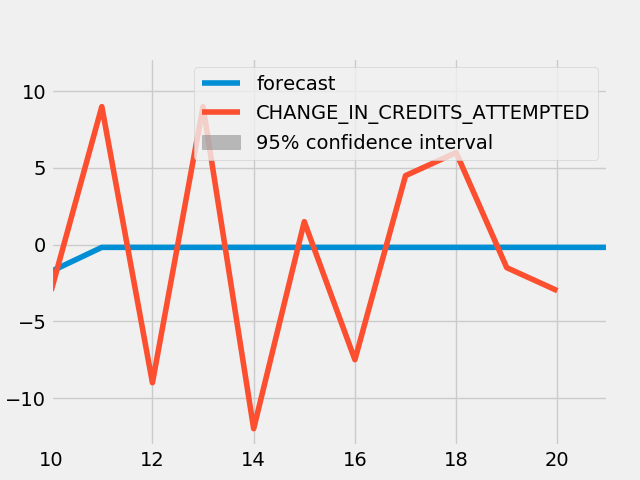 forecast
CHANGE_IN_CREDITS_ATTEMPTED
95% confidence interval
10
5
0
−5
−10
10 12 14 16 18 20